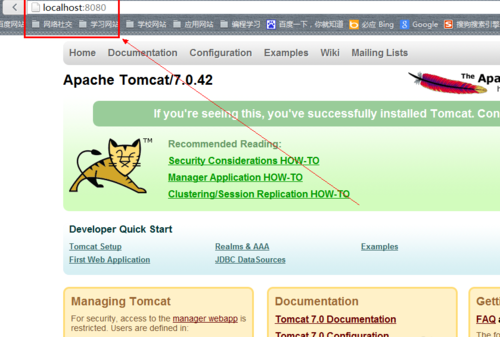 localhost:8080
百度网站 网络社交 学习网站 学校网站 应用网站 编程学习 百度一下，你就知道 必应 Bing Google 搜狗搜索引擎
Home Documentation Configuration Examples Wiki Mailing Lists
Apache Tomcat/7.0.42
The Apa
If you're seeing this, you've successfully installed Tomcat. Con
TM
Recommended Reading:
Security Considerations HOW-TO
Manager Application HOW-TO
Clustering/Session Replication HOW-TO
Developer Quick Start
Tomcat Setup Realms & AAA Examples
First Web Application JDBC DataSources
Managing Tomcat Documentation Getti
For security, access to the manager webapp is Tomcat 7.0 Documentation FAQ a
restricted. Users are defined in: Tomcat 7.0 Configuration The fo